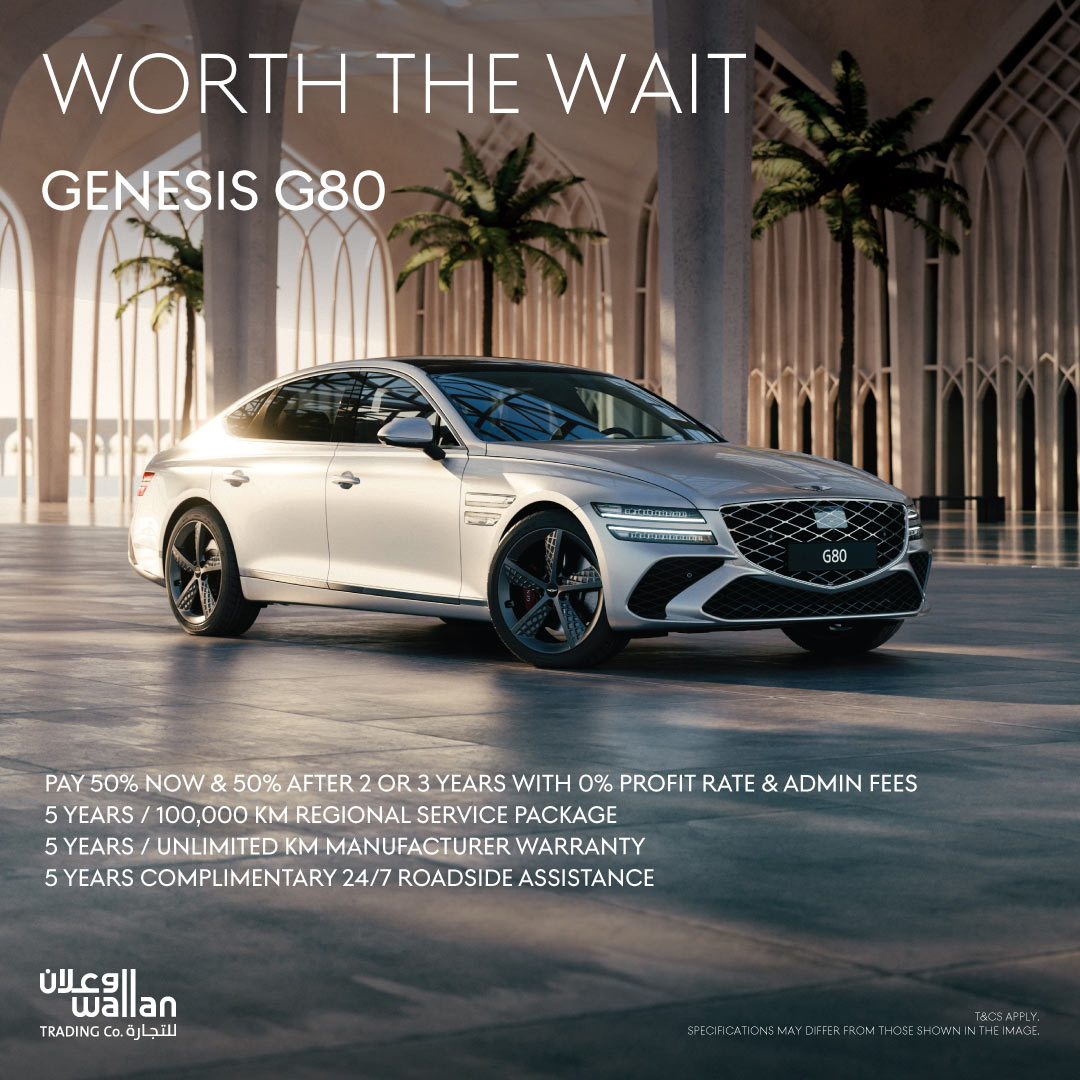 WORTH THE WAIT
GENESIS G80
G80
PAY 50% NOW & 50% AFTER 2 OR 3 YEARS WITH 0% PROFIT RATE & ADMIN FEES
5 YEARS / 100,000 KM REGIONAL SERVICE PACKAGE
5 YEARS / UNLIMITED KM MANUFACTURER WARRANTY
5 YEARS COMPLIMENTARY 24/7 ROADSIDE ASSISTANCE
الوعلان
wallan
TRADING Co. للتجارة
T&CS APPLY.
SPECIFICATIONS MAY DIFFER FROM THOSE SHOWN IN THE IMAGE.